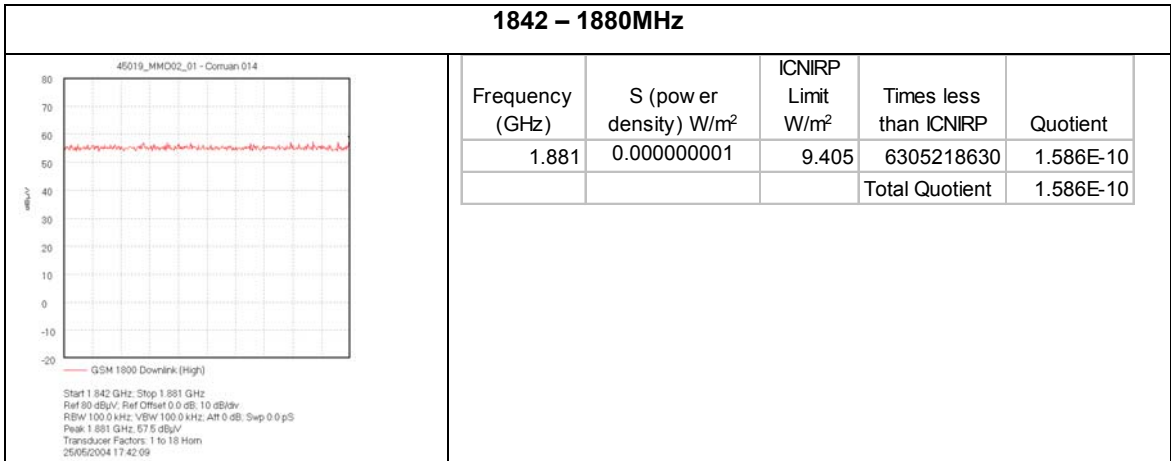 1842 – 1880MHz
45019_MMO02_01 - Corruan 014
80
70
60
50
40
30
20
10
0
-10
-20
dBµV
GSM 1800 Downlink (High)
Start 1.842 GHz; Stop 1.881 GHz
Ref 80 dBµV; Ref Offset 0.0 dB; 10 dB/div
RBW 100.0 kHz; VBW 100.0 kHz; Att 0 dB; Swp 0.0 pS
Peak 1.881 GHz, 57.5 dBµV
Transducer Factors: 1 to 18 Horn
25/05/2004 17:42:09
Frequency (GHz) S (pow er density) W/m² ICNIRP Limit W/m² Times less than ICNIRP Quotient
1.881 0.000000001 9.405 6305218630 1.586E-10
Total Quotient 1.586E-10